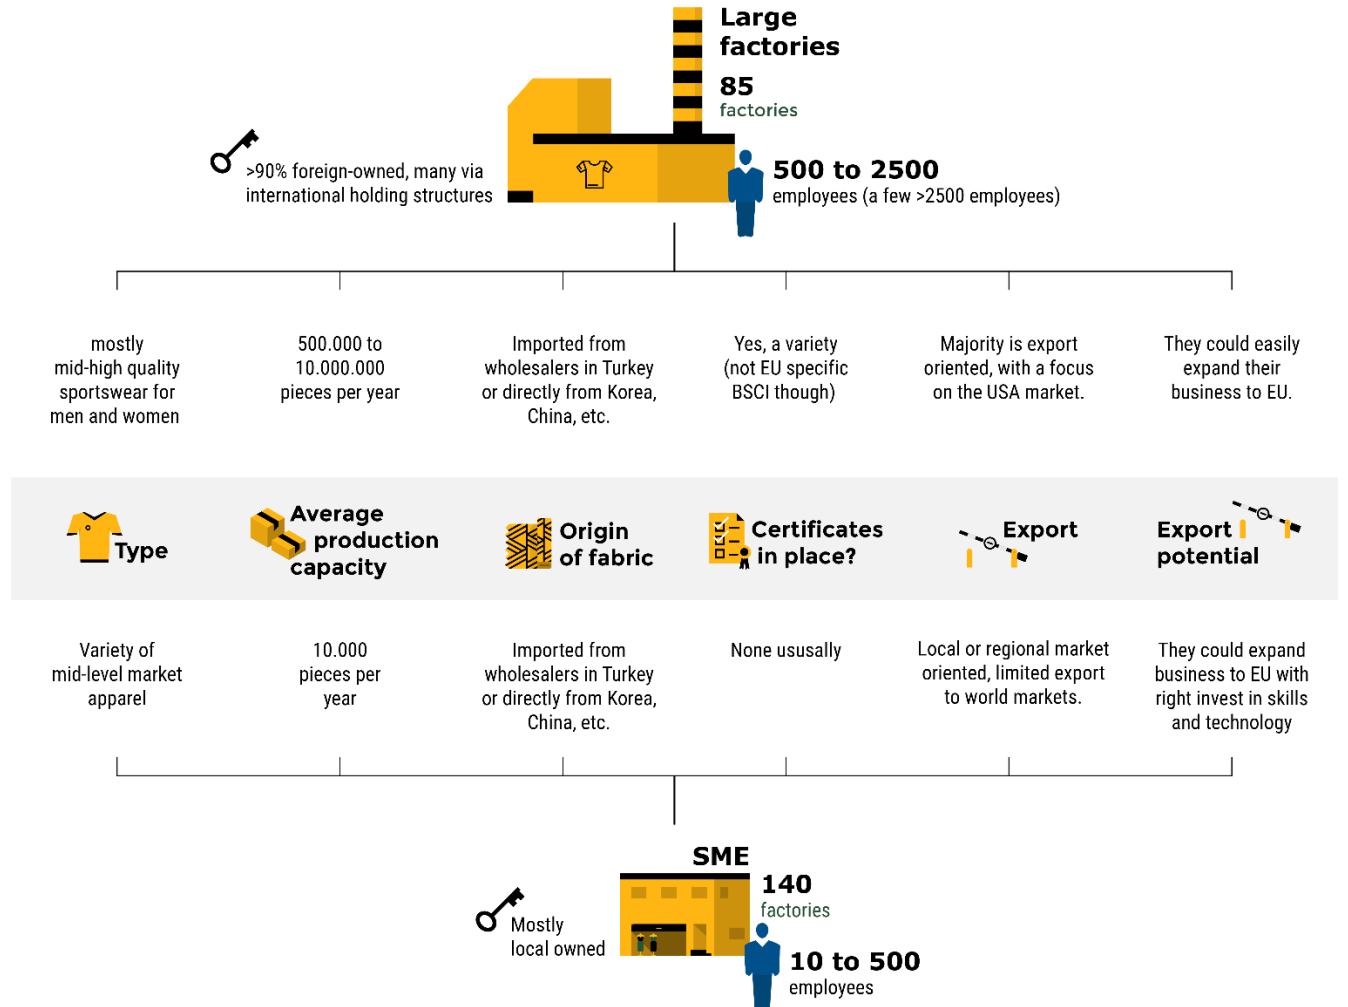 Large
factories
85
factories
>90% foreign-owned, many via
international holding structures
500 to 2500
employees (a few >2500 employees)
mostly
mid-high quality
sportswear for
men and women
500.000 to
10.000.000
pieces per year
Imported from
wholesalers in Turkey
or directly from Korea,
China, etc.
Yes, a variety
(not EU specific
BSCI though)
Majority is export
oriented, with a focus
on the USA market.
They could easily
expand their
business to EU.
Type
Average
production
capacity
Origin
of fabric
Certificates
in place?
Export
Export
potential
Variety of
mid-level market
apparel
10.000
pieces per
year
Imported from
wholesalers in Turkey
or directly from Korea,
China, etc.
None ususally
Local or regional market
oriented, limited export
to world markets.
They could expand
business to EU with
right invest in skills
and technology
SME
140
factories
Mostly
local owned
10 to 500
employees